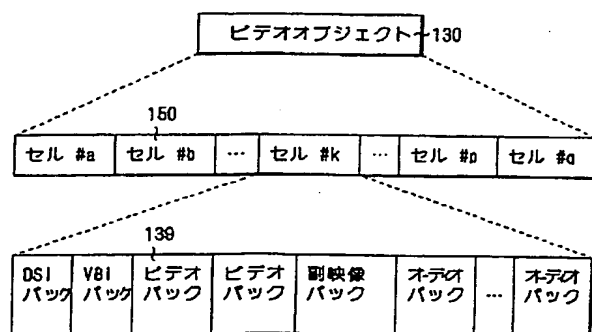 ビデオオブジェクト 130
150
セル #a セル #b … セル #k … セル #p セル #q
139
DSI パック VBI パック ビデオ パック ビデオ パック 副映像 パック オーディオ パック … オーディオ パック